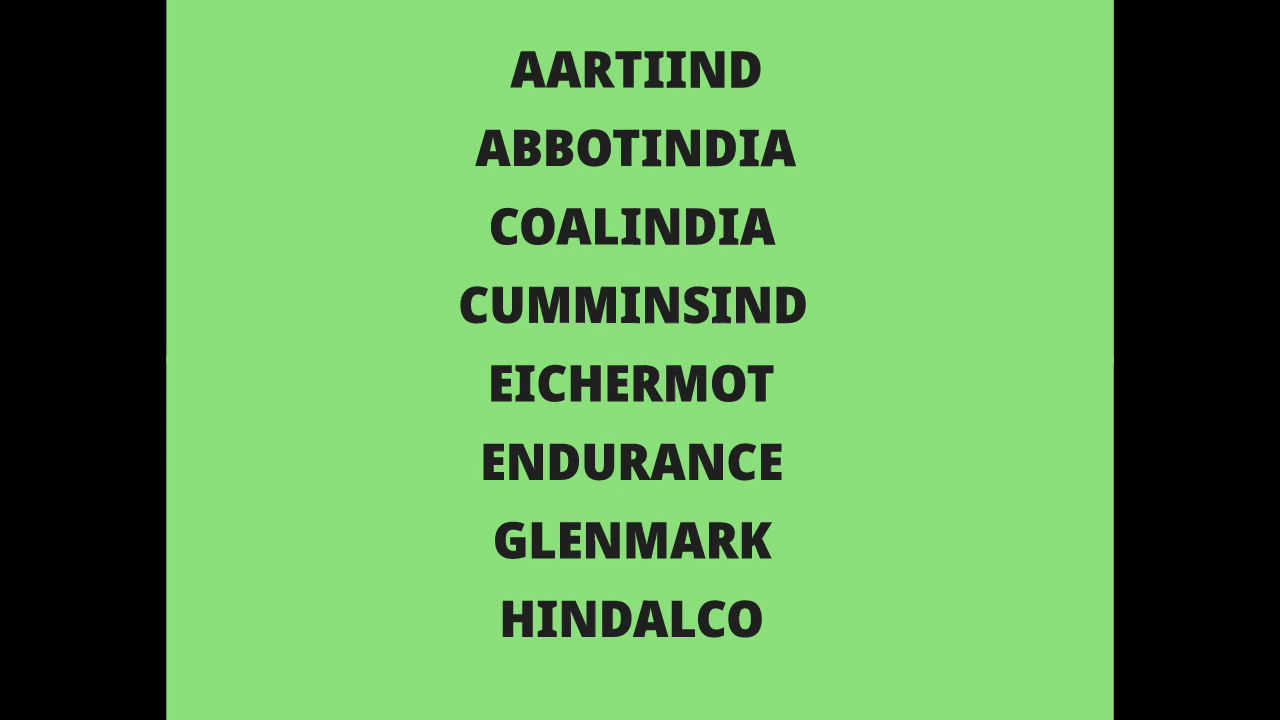 AARTIIND
ABBOTINDIA
COALINDIA
CUMMINSIND
EICHERMOT
ENDURANCE
GLENMARK
HINDALCO